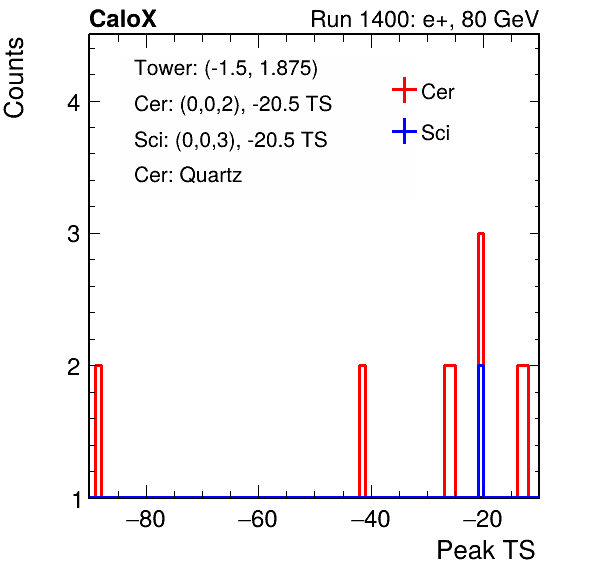 CaloX Run 1400: e+, 80 GeV
Counts
Tower: (-1.5, 1.875)
Cer: (0,0,2), -20.5 TS
Sci: (0,0,3), -20.5 TS
Cer: Quartz
Cer
Sci
4
3
2
1
−80 −60 −40 −20
Peak TS